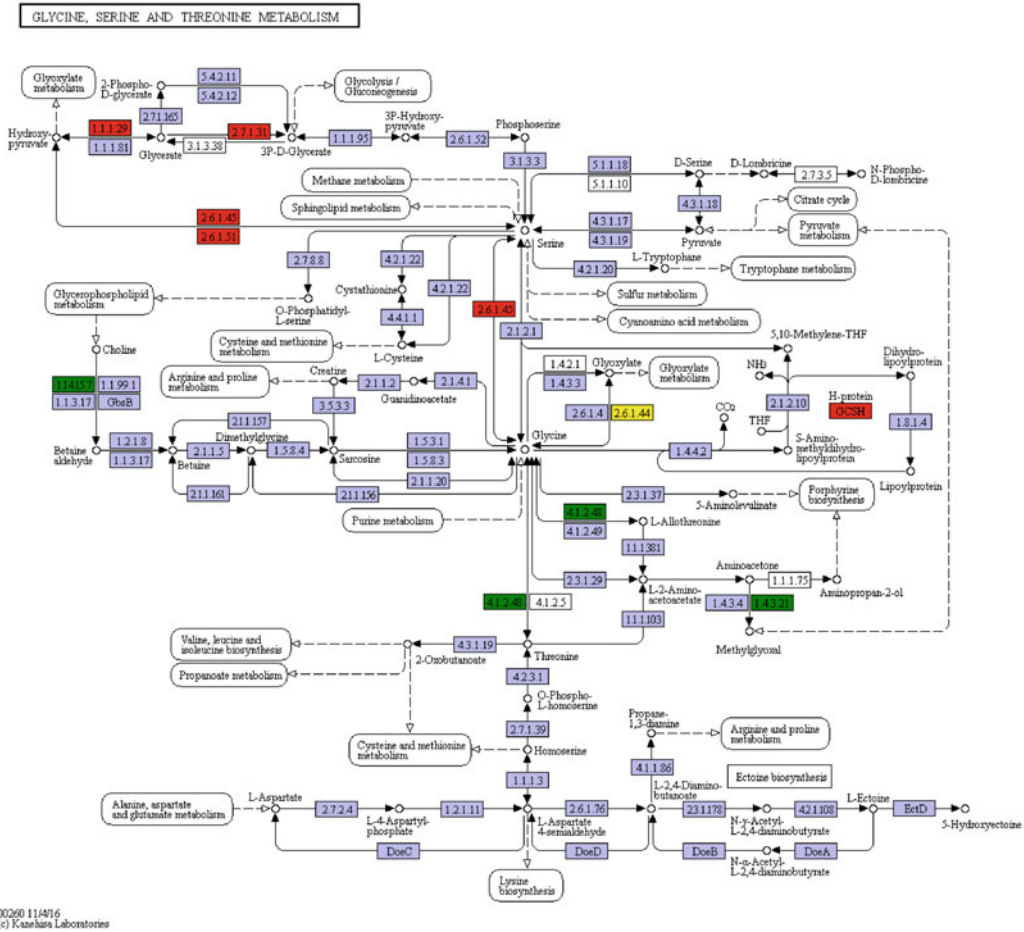 GLYCINE, SERINE AND THREONINE METABOLISM
Glyoxylate
metabolism
2-Phospho-
D-glycerate
5.4.2.11
5.4.2.12
Glycolysis /
Gluconeogenesis
2.7.1.165
Hydroxy-
pyruvate
1.1.1.29
1.1.1.81
Glycerate
2.7.1.31
3.1.3.38
3P-D-Glycerate
1.1.1.95
3P-Hydroxy-
pyruvate
2.6.1.52
Phosphoserine
3.1.3.3
Methane metabolism
Sphingolipid metabolism
5.1.1.18
5.1.1.10
D-Serine
D-Lombricine
2.7.3.5
N-Phospho-
D-lombricine
4.3.1.18
Citrate cycle
Pyruvate
metabolism
2.6.1.45
2.6.1.51
Serine
4.3.1.17
4.3.1.19
Pyruvate
2.7.8.8
4.2.1.22
4.2.1.22
4.2.1.20
L-Tryptophane
Tryptophane metabolism
Glycerophospholipid
metabolism
O-Phosphatidyl-
L-serine
Cystathionine
4.4.1.1
2.6.1.45
2.1.2.1
Sulfur metabolism
Cyanoamino acid metabolism
Choline
Cysteine and methionine
metabolism
L-Cysteine
5,10-Methylene-THF
1.14.15.7
1.1.99.1
1.1.3.17
GbsB
Arginine and proline
metabolism
Creatine
2.1.1.2
Guanidinoacetate
2.1.4.1
3.5.3.3
1.4.2.1
1.4.3.3
Glyoxylate
Glyoxylate
metabolism
2.6.1.4
2.6.1.44
NH3
2.1.2.10
Dihydro-
lipoylprotein
H-protein
GCSH
1.8.1.4
CO2
THF
Betaine
aldehyde
1.2.1.8
1.1.3.17
Betaine
2.1.1.157
2.1.1.5
Dimethylglycine
1.5.8.4
Sarcosine
1.5.3.1
1.5.8.3
2.1.1.20
Glycine
1.4.4.2
S-Amino-
methyldihydro-
lipoylprotein
Lipoylprotein
2.1.1.161
2.1.1.156
Purine metabolism
2.3.1.37
5-Aminolevulinate
Porphyrine
biosynthesis
4.1.2.48
4.1.2.49
L-Allothreonine
1.1.1.381
2.3.1.29
L-2-Amino-
acetoacetate
Aminoacetone
1.1.1.75
Aminopropan-2-ol
4.1.2.48
4.1.2.5
1.1.1.103
1.4.3.4
1.4.3.21
Methylglyoxal
Valine, leucine and
isoleucine biosynthesis
Propanoate metabolism
2-Oxobutanoate
4.3.1.19
Threonine
4.2.3.1
O-Phospho-
L-homoserine
2.7.1.39
Cysteine and methionine
metabolism
Homoserine
1.1.1.3
Propane-
1,3-diamine
Arginine and proline
metabolism
4.1.1.86
Ectoine biosynthesis
L-2,4-Diamino-
butanoate
Alanine, aspartate
and glutamate metabolism
L-Aspartate
2.7.2.4
L-4-Aspartyl-
phosphate
1.2.1.11
L-Aspartate
4-semialdehyde
2.6.1.76
2.3.1.178
N-γ-Acetyl-
L-2,4-diaminobutyrate
4.2.1.108
L-Ectoine
EctD
5-Hydroxyectoine
DoeC
DoeD
DoeB
N-α-Acetyl-
L-2,4-diaminobutyrate
DoeA
Lysine
biosynthesis
00260 11/4/16
(c) Kanehisa Laboratories